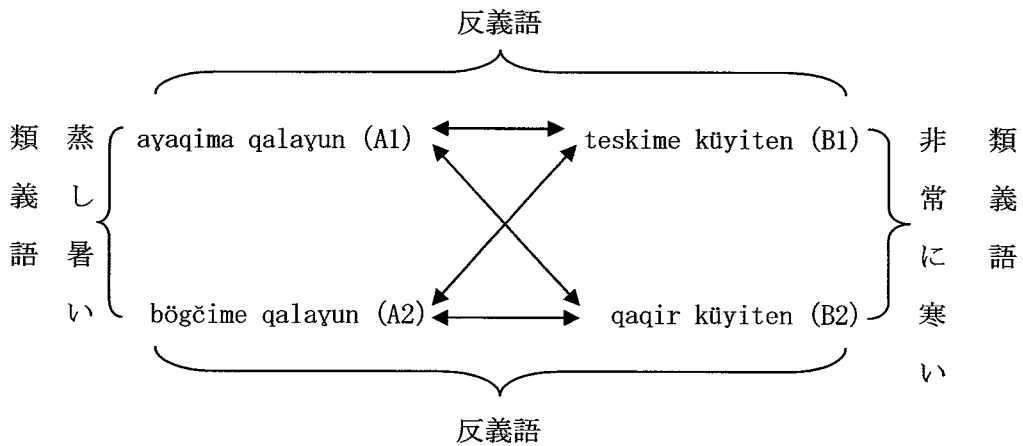 反義語
類義語
蒸し暑い
aɣaqima qalaɣun (A1)
teskime küyiten (B1)
bögčime qalaɣun (A2)
qaqir küyiten (B2)
非常に寒い
類義語
反義語